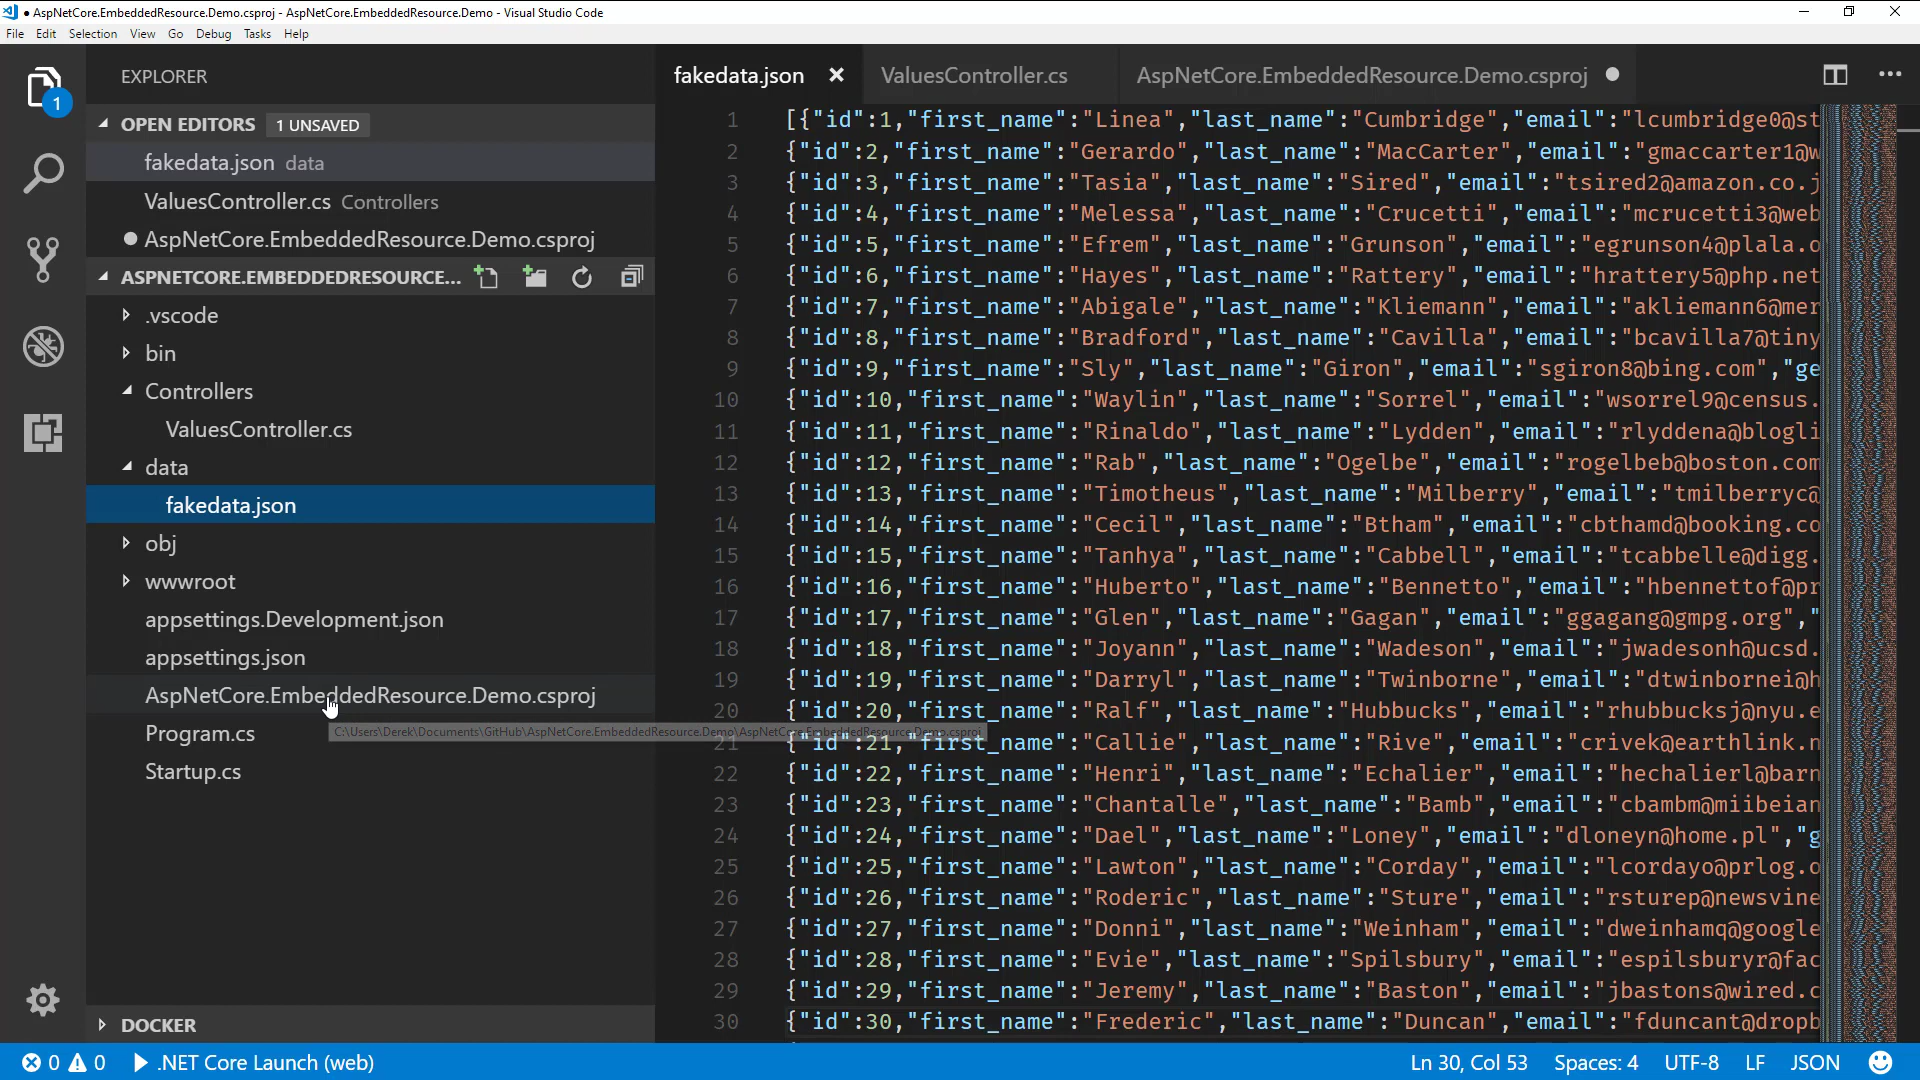 ● AspNetCore.EmbeddedResource.Demo.csproj - AspNetCore.EmbeddedResource.Demo - Visual Studio Code
File Edit Selection View Go Debug Tasks Help
1
EXPLORER
OPEN EDITORS 1 UNSAVED
fakedata.json data
ValuesController.cs Controllers
AspNetCore.EmbeddedResource.Demo.csproj
ASPNETCORE.EMBEDDEDRESOURCE...
.vscode
bin
Controllers
ValuesController.cs
data
fakedata.json
obj
wwwroot
appsettings.Development.json
appsettings.json
AspNetCore.EmbeddedResource.Demo.csproj
C:\Users\Derek\Documents\GitHub\AspNetCore.EmbeddedResource.Demo\AspNetCore.EmbeddedResource.Demo.csproj
Program.cs
Startup.cs
DOCKER
fakedata.json ValuesController.cs AspNetCore.EmbeddedResource.Demo.csproj
1 [{"id":1,"first_name":"Linea","last_name":"Cumbridge","email":"lcumbridge0@st
2 {"id":2,"first_name":"Gerardo","last_name":"MacCarter","email":"gmaccarter1@w
3 {"id":3,"first_name":"Tasia","last_name":"Sired","email":"tsired2@amazon.co.j
4 {"id":4,"first_name":"Melessa","last_name":"Crucetti","email":"mcrucetti3@web
5 {"id":5,"first_name":"Efrem","last_name":"Grunson","email":"egrunson4@plala.o
6 {"id":6,"first_name":"Hayes","last_name":"Rattery","email":"hrattery5@php.net
7 {"id":7,"first_name":"Abigale","last_name":"Kliemann","email":"akliemann6@mer
8 {"id":8,"first_name":"Bradford","last_name":"Cavilla","email":"bcavilla7@tiny
9 {"id":9,"first_name":"Sly","last_name":"Giron","email":"sgiron8@bing.com","ge
10 {"id":10,"first_name":"Waylin","last_name":"Sorrel","email":"wsorrel9@census.
11 {"id":11,"first_name":"Rinaldo","last_name":"Lydden","email":"rlyddena@blogli
12 {"id":12,"first_name":"Rab","last_name":"Ogelbe","email":"rogelbeb@boston.com
13 {"id":13,"first_name":"Timotheus","last_name":"Milberry","email":"tmilberryc@
14 {"id":14,"first_name":"Cecil","last_name":"Btham","email":"cbthamd@booking.co
15 {"id":15,"first_name":"Tanhya","last_name":"Cabbell","email":"tcabbelle@digg.
16 {"id":16,"first_name":"Huberto","last_name":"Bennetto","email":"hbennettof@pr
17 {"id":17,"first_name":"Glen","last_name":"Gagan","email":"ggagang@gmpg.org","
18 {"id":18,"first_name":"Joyann","last_name":"Wadeson","email":"jwadesonh@ucsd.
19 {"id":19,"first_name":"Darryl","last_name":"Twinborne","email":"dtwinbornei@h
20 {"id":20,"first_name":"Ralf","last_name":"Hubbucks","email":"rhubbucksj@nyu.e
21 {"id":21,"first_name":"Callie","last_name":"Rive","email":"crivek@earthlink.n
22 {"id":22,"first_name":"Henri","last_name":"Echalier","email":"hechalierl@barn
23 {"id":23,"first_name":"Chantalle","last_name":"Bamb","email":"cbambm@miibeian
24 {"id":24,"first_name":"Dael","last_name":"Loney","email":"dloneyn@home.pl","g
25 {"id":25,"first_name":"Lawton","last_name":"Corday","email":"lcordayo@prlog.o
26 {"id":26,"first_name":"Roderic","last_name":"Sture","email":"rsturep@newsvine
27 {"id":27,"first_name":"Donni","last_name":"Weinham","email":"dweinhamq@google
28 {"id":28,"first_name":"Evie","last_name":"Spilsbury","email":"espilsburyr@fac
29 {"id":29,"first_name":"Jeremy","last_name":"Baston","email":"jbastons@wired.c
30 {"id":30,"first_name":"Frederic","last_name":"Duncan","email":"fduncant@dropb
0 0 .NET Core Launch (web) Ln 30, Col 53 Spaces: 4 UTF-8 LF JSON